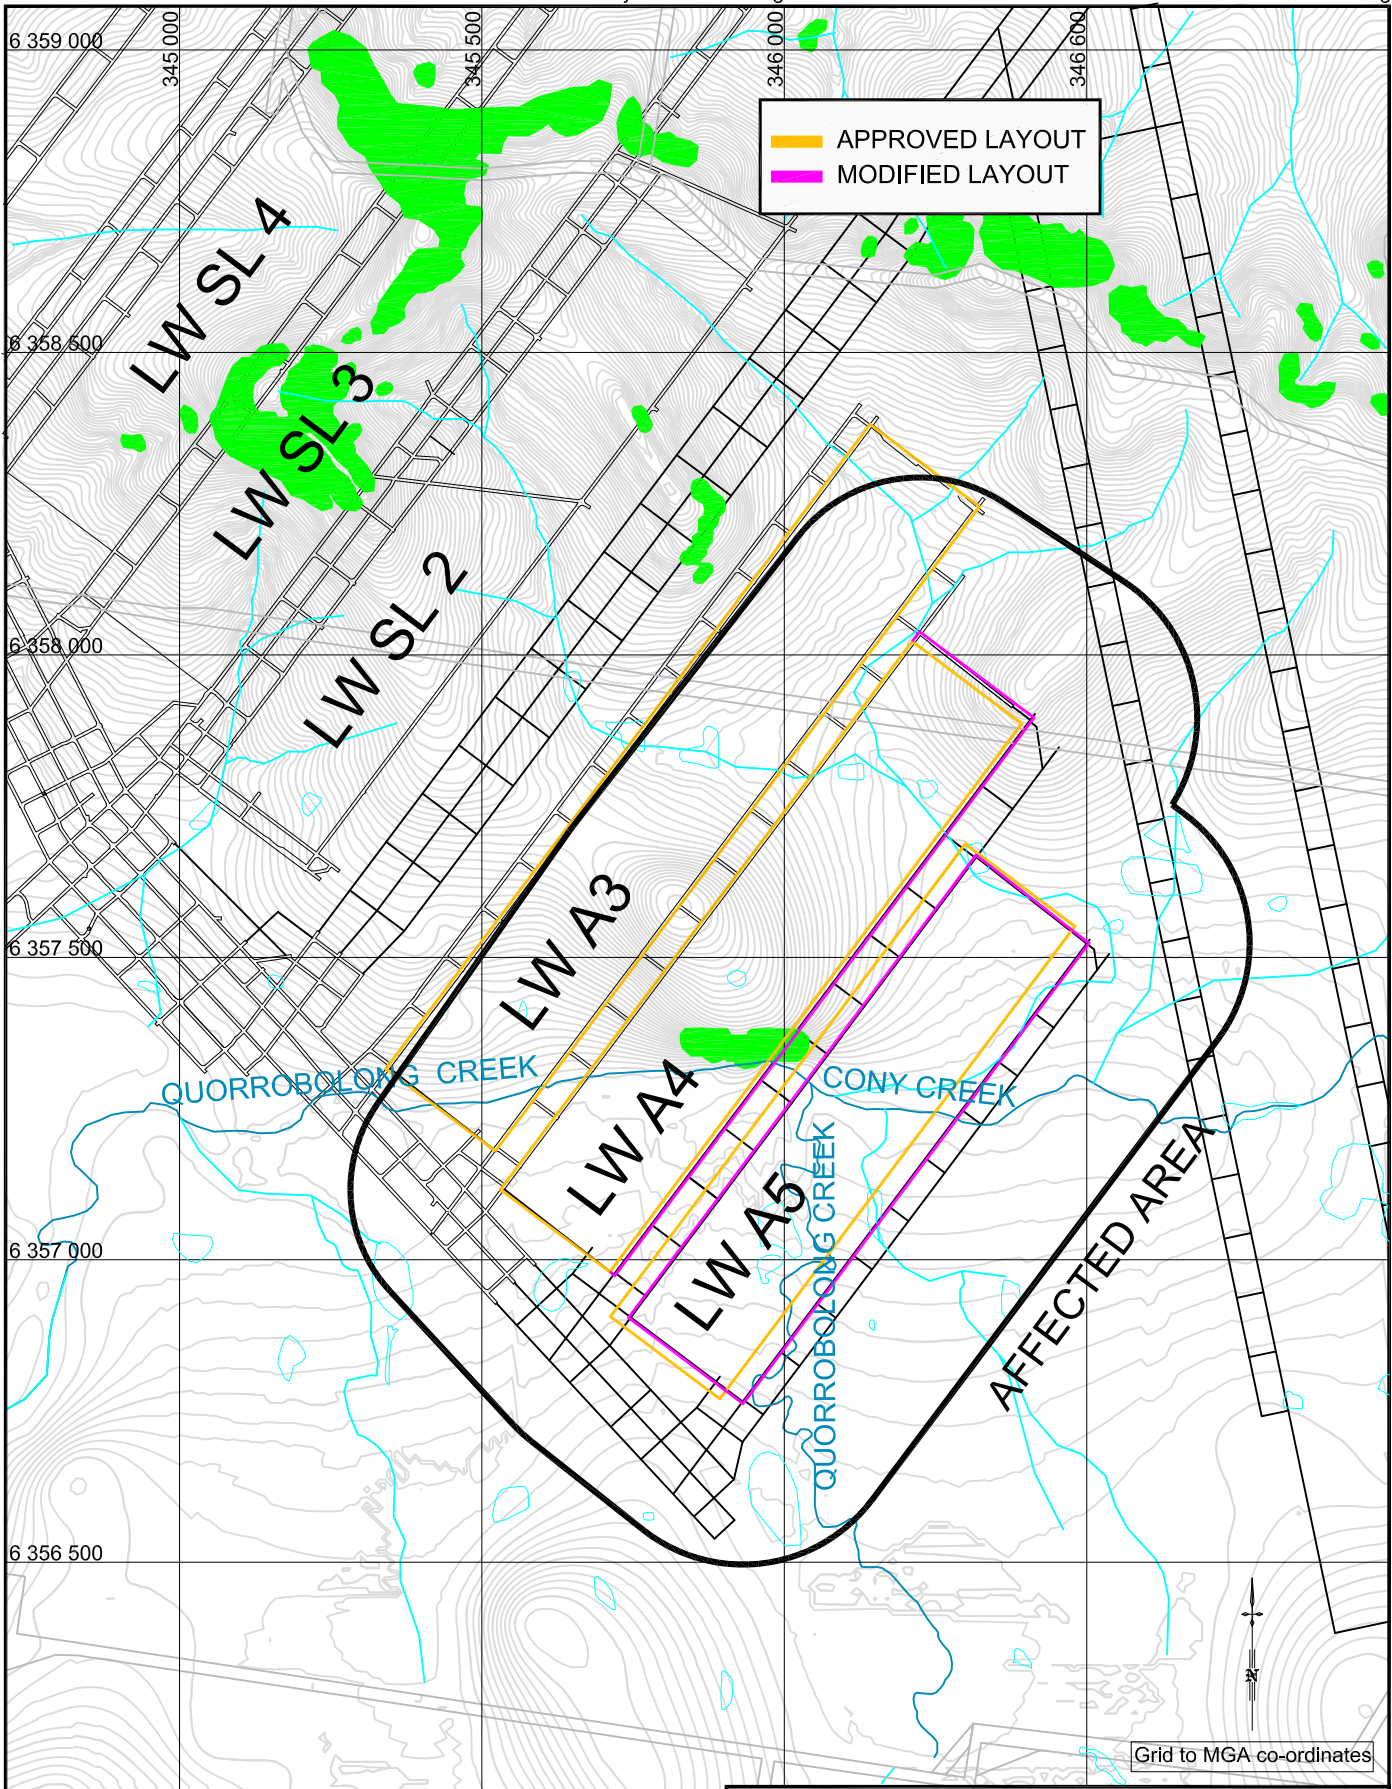 345 000
345 500
346 000
346 600
6 359 000
APPROVED LAYOUT
MODIFIED LAYOUT
LW SL 4
6 358 500
LW SL 3
LW SL 2
6 358 000
LW A3
6 357 500
QUORROBOLONG CREEK
CONY CREEK
LW A4
QUORROBOLONG CREEK
LW A5
AFFECTED AREA
6 357 000
6 356 500
N
Grid to MGA co-ordinates